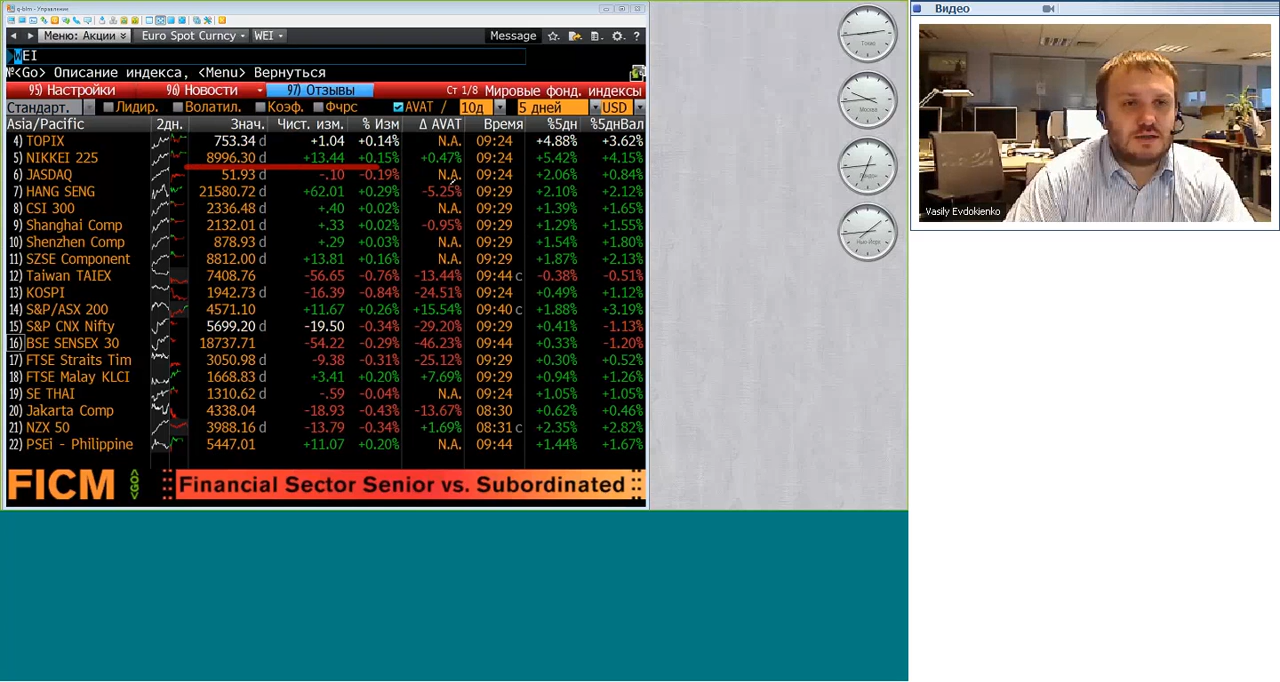 q-blm - Управление
Меню: Акции Euro Spot Curncy WEI Message ?
WEI
№<Go> Описание индекса, <Menu> Вернуться
95) Настройки 96) Новости 97) Отзывы Ст 1/8 Мировые фонд. индексы
Стандарт. Лидир. Волатил. Коэф. Фчрс AVAT / 10д 5 дней USD
Asia/Pacific 2дн. Знач. Чист. изм. % Изм Δ AVAT Время %5дн %5днВал
4) TOPIX 753.34 d +1.04 +0.14% N.A. 09:24 +4.88% +3.62%
5) NIKKEI 225 8996.30 d +13.44 +0.15% +0.47% 09:24 +5.42% +4.15%
6) JASDAQ 51.93 d -.10 -0.19% N.A. 09:24 +2.06% +0.84%
7) HANG SENG 21580.72 d +62.01 +0.29% -5.25% 09:29 +2.10% +2.12%
8) CSI 300 2336.48 d +.40 +0.02% N.A. 09:29 +1.39% +1.65%
9) Shanghai Comp 2132.01 d +.33 +0.02% -0.95% 09:29 +1.29% +1.55%
10) Shenzhen Comp 878.93 d +.29 +0.03% N.A. 09:29 +1.54% +1.80%
11) SZSE Component 8812.00 d +13.81 +0.16% N.A. 09:29 +1.87% +2.13%
12) Taiwan TAIEX 7408.76 -56.65 -0.76% -13.44% 09:44 c -0.38% -0.51%
13) KOSPI 1942.73 d -16.39 -0.84% -24.51% 09:24 +0.49% +1.12%
14) S&P/ASX 200 4571.10 +11.67 +0.26% +15.54% 09:40 c +1.88% +3.19%
15) S&P CNX Nifty 5699.20 d -19.50 -0.34% -29.20% 09:29 +0.41% -1.13%
16) BSE SENSEX 30 18737.71 -54.22 -0.29% -46.23% 09:44 +0.33% -1.20%
17) FTSE Straits Tim 3050.98 d -9.38 -0.31% -25.12% 09:29 +0.30% +0.52%
18) FTSE Malay KLCI 1668.83 d +3.41 +0.20% +7.69% 09:29 +0.94% +1.26%
19) SE THAI 1310.62 d -.59 -0.04% N.A. 09:24 +1.05% +1.05%
20) Jakarta Comp 4338.04 -18.93 -0.43% -13.67% 08:30 +0.62% +0.46%
21) NZX 50 3988.16 d -13.79 -0.34% +1.69% 08:31 c +2.35% +2.82%
22) PSEi - Philippine 5447.01 +11.07 +0.20% N.A. 09:44 +1.44% +1.67%
FICM <GO> Financial Sector Senior vs. Subordinated
Токио
Москва
Лондон
Нью-Йорк
Видео
Vasily Evdokienko